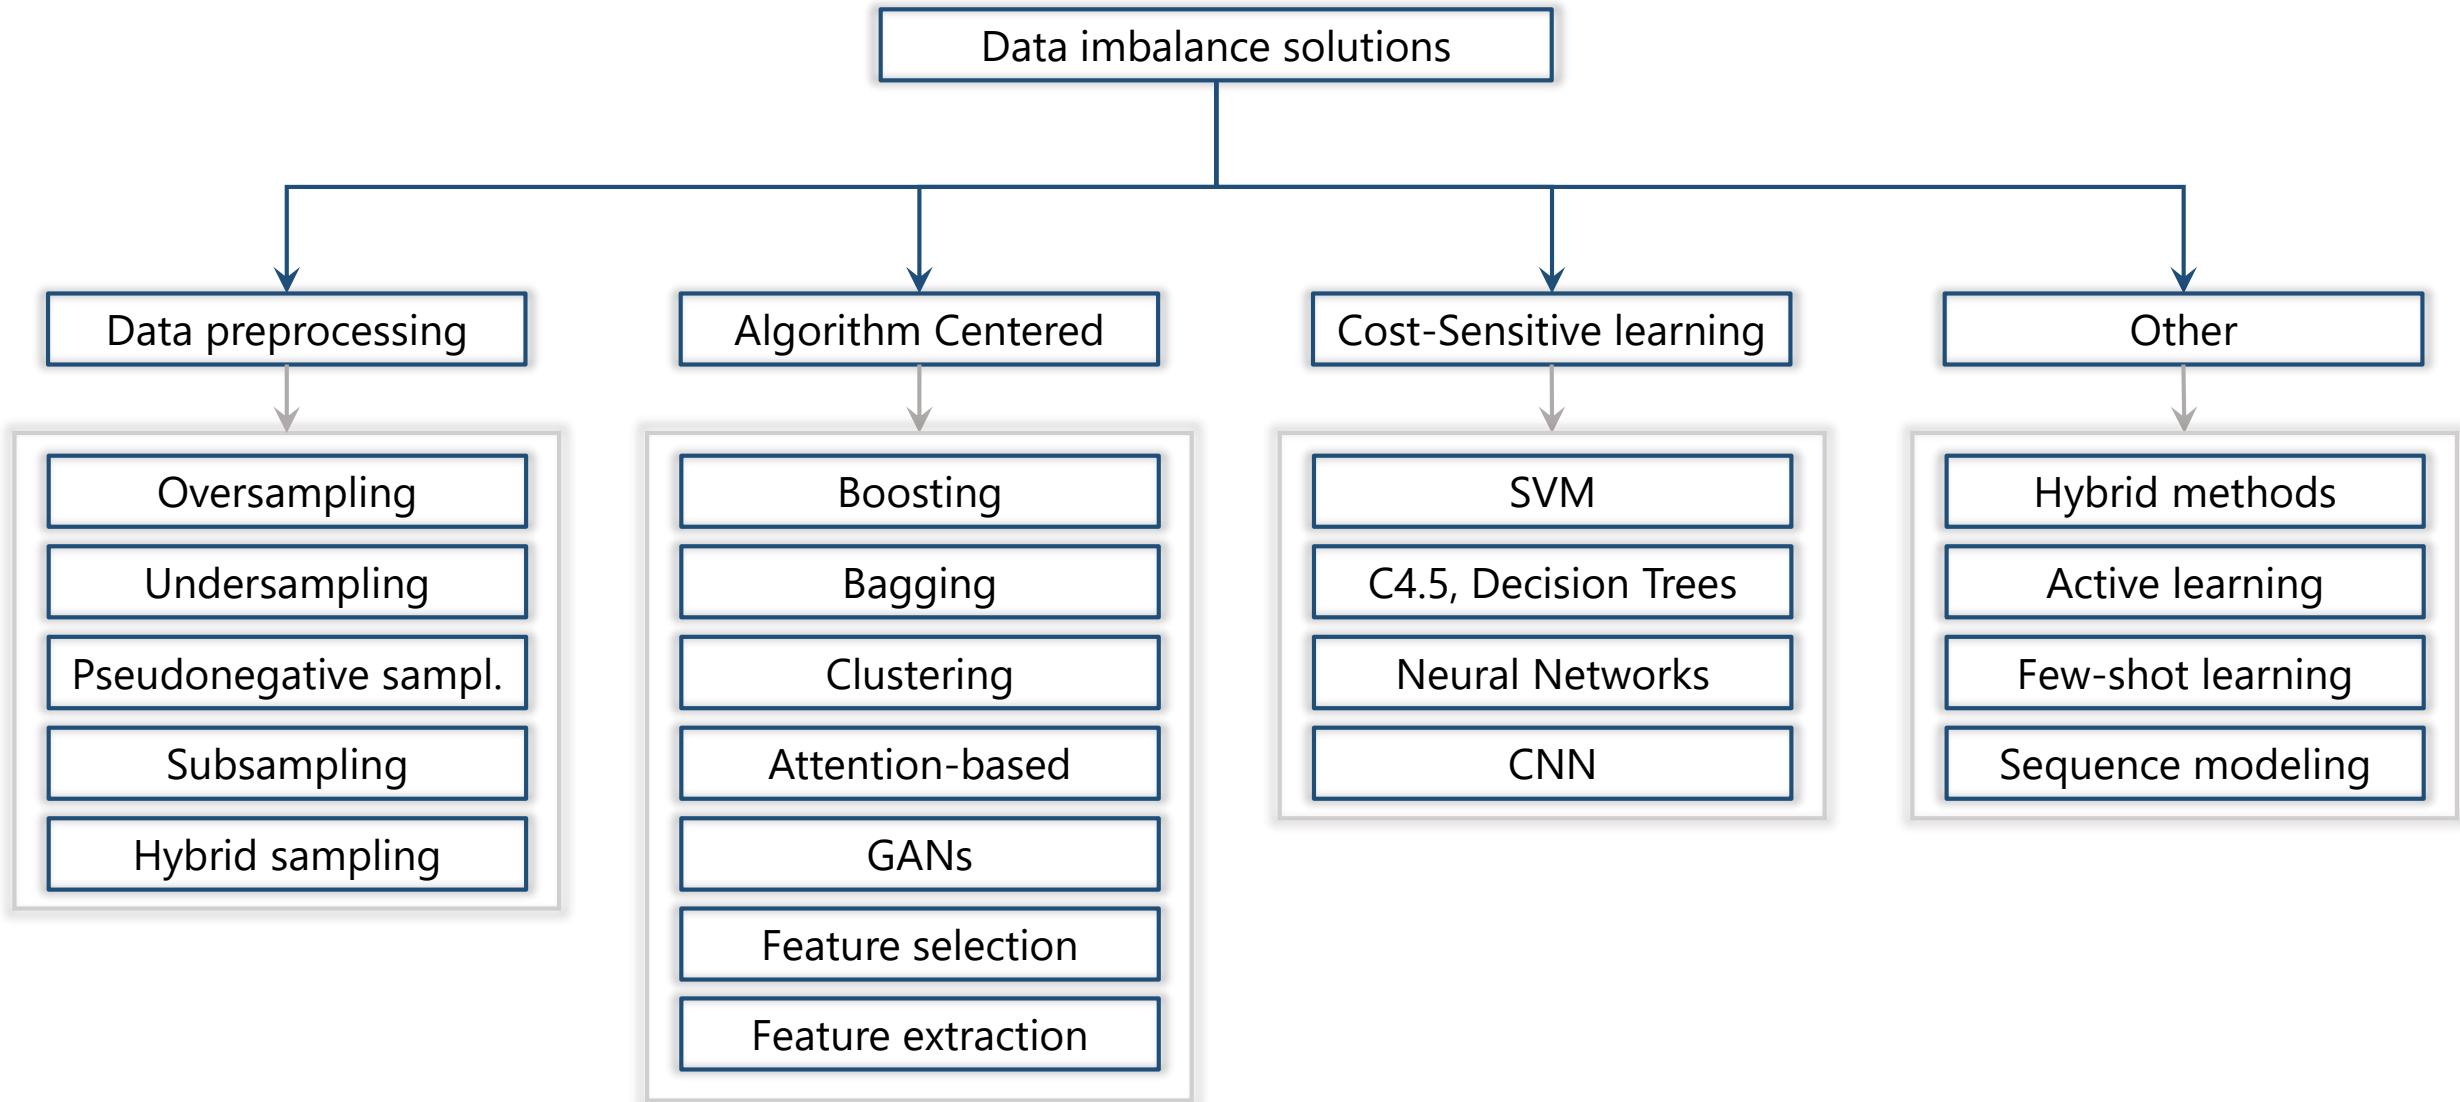 Data imbalance solutions
Data preprocessing
Algorithm Centered
Cost-Sensitive learning
Other
Oversampling
Undersampling
Pseudonegative sampl.
Subsampling
Hybrid sampling
Boosting
Bagging
Clustering
Attention-based
GANs
Feature selection
Feature extraction
SVM
C4.5, Decision Trees
Neural Networks
CNN
Hybrid methods
Active learning
Few-shot learning
Sequence modeling